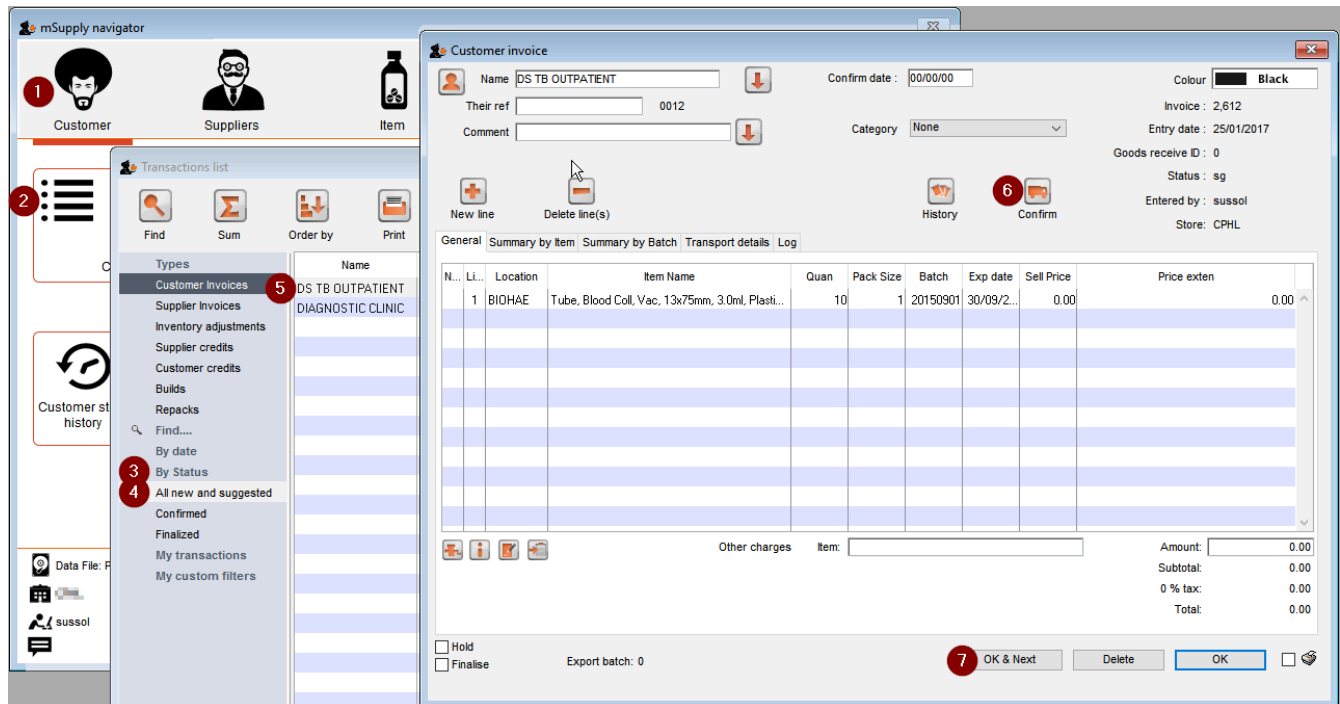 mSupply navigator
1
Customer
Suppliers
Item
2
C
Customer st
history
Data File: P
sussol
Transactions list
Find
Sum
Order by
Print
Types
Customer Invoices
Supplier Invoices
Inventory adjustments
Supplier credits
Customer credits
Builds
Repacks
Find....
By date
3 By Status
4 All new and suggested
Confirmed
Finalized
My transactions
My custom filters
Name
5 DS TB OUTPATIENT
DIAGNOSTIC CLINIC
Customer invoice
Name DS TB OUTPATIENT Confirm date : 00/00/00 Colour Black
Their ref 0012 Invoice : 2,612
Comment Category None Entry date : 25/01/2017
Goods receive ID : 0
Status : sg
Entered by : sussol
Store: CPHL
New line Delete line(s) History 6 Confirm
General Summary by Item Summary by Batch Transport details Log
N... Li... Location Item Name Quan Pack Size Batch Exp date Sell Price Price exten
1 BIOHAE Tube, Blood Coll, Vac, 13x75mm, 3.0ml, Plasti... 10 1 20150901 30/09/2... 0.00 0.00
Other charges Item: Amount: 0.00
Subtotal: 0.00
0 % tax: 0.00
Total: 0.00
Hold
Finalise Export batch: 0 7 OK & Next Delete OK